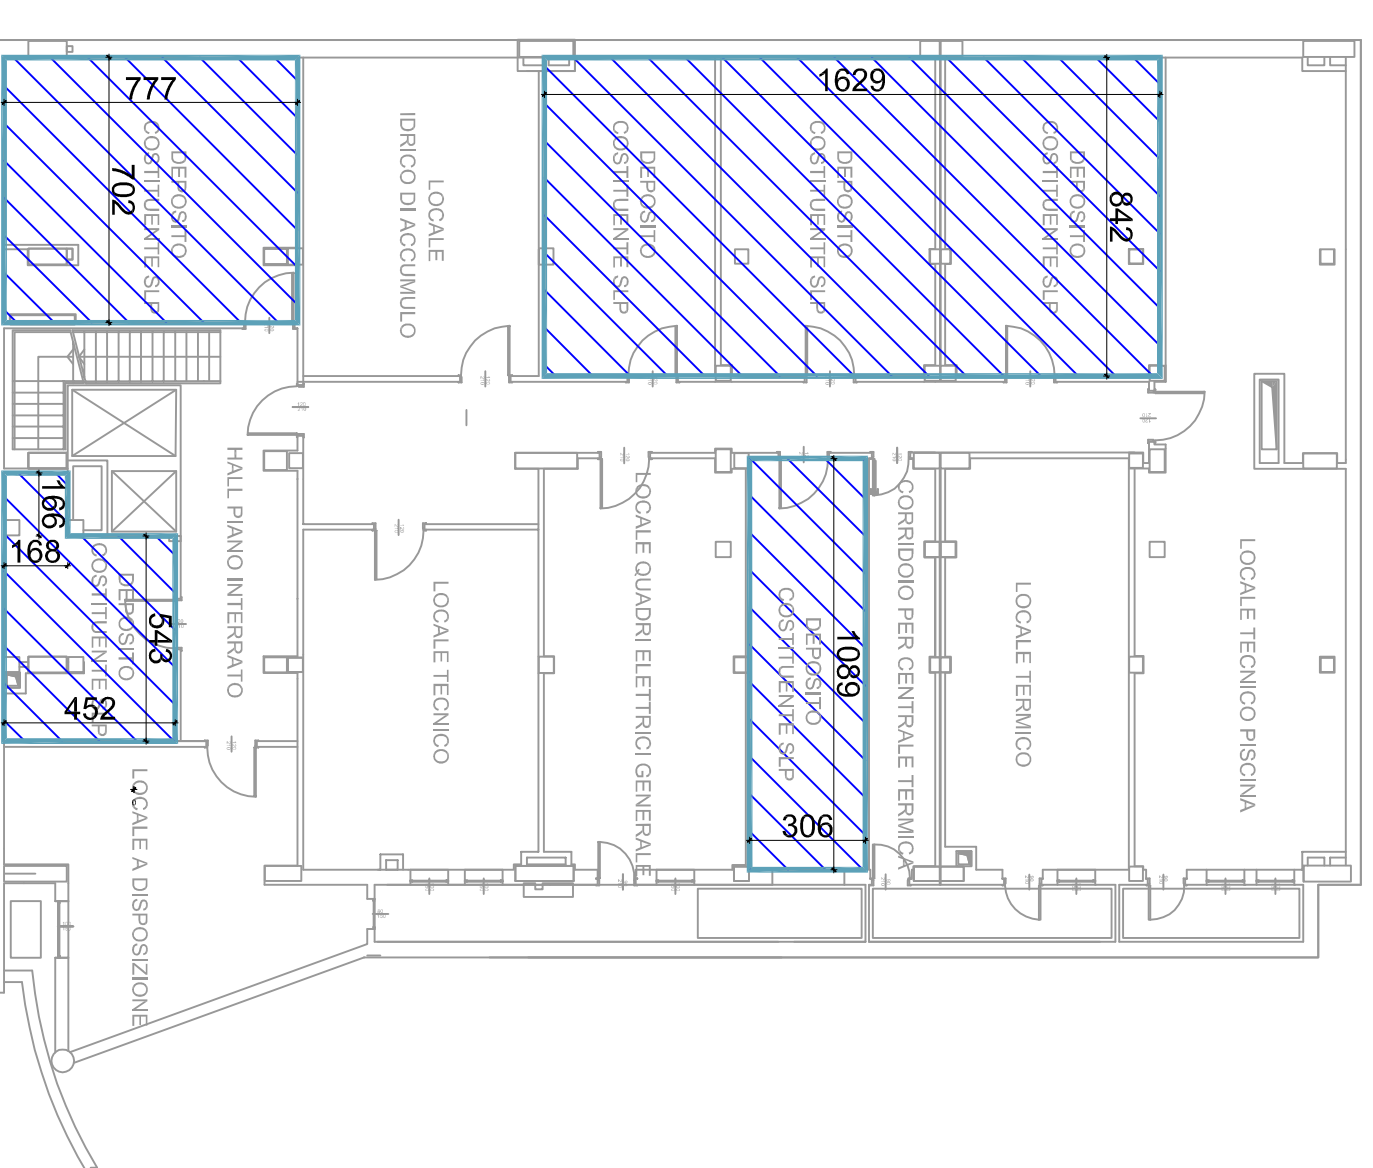 777
1629
DEPOSITO
COSTITUENTE SLP
702
LOCALE
IDRICO DI ACCUMULO
DEPOSITO
COSTITUENTE SLP
DEPOSITO
COSTITUENTE SLP
DEPOSITO
COSTITUENTE SLP
842
166
168
DEPOSITO
COSTITUENTE SLP
543
452
HALL PIANO INTERRATO
LOCALE TECNICO
LOCALE QUADRI ELETTRICI GENERALE
DEPOSITO
COSTITUENTE SLP
1089
306
CORRIDOIO PER CENTRALE TERMICA
LOCALE TERMICO
LOCALE TECNICO PISCINA
LOCALE A DISPOSIZIONE